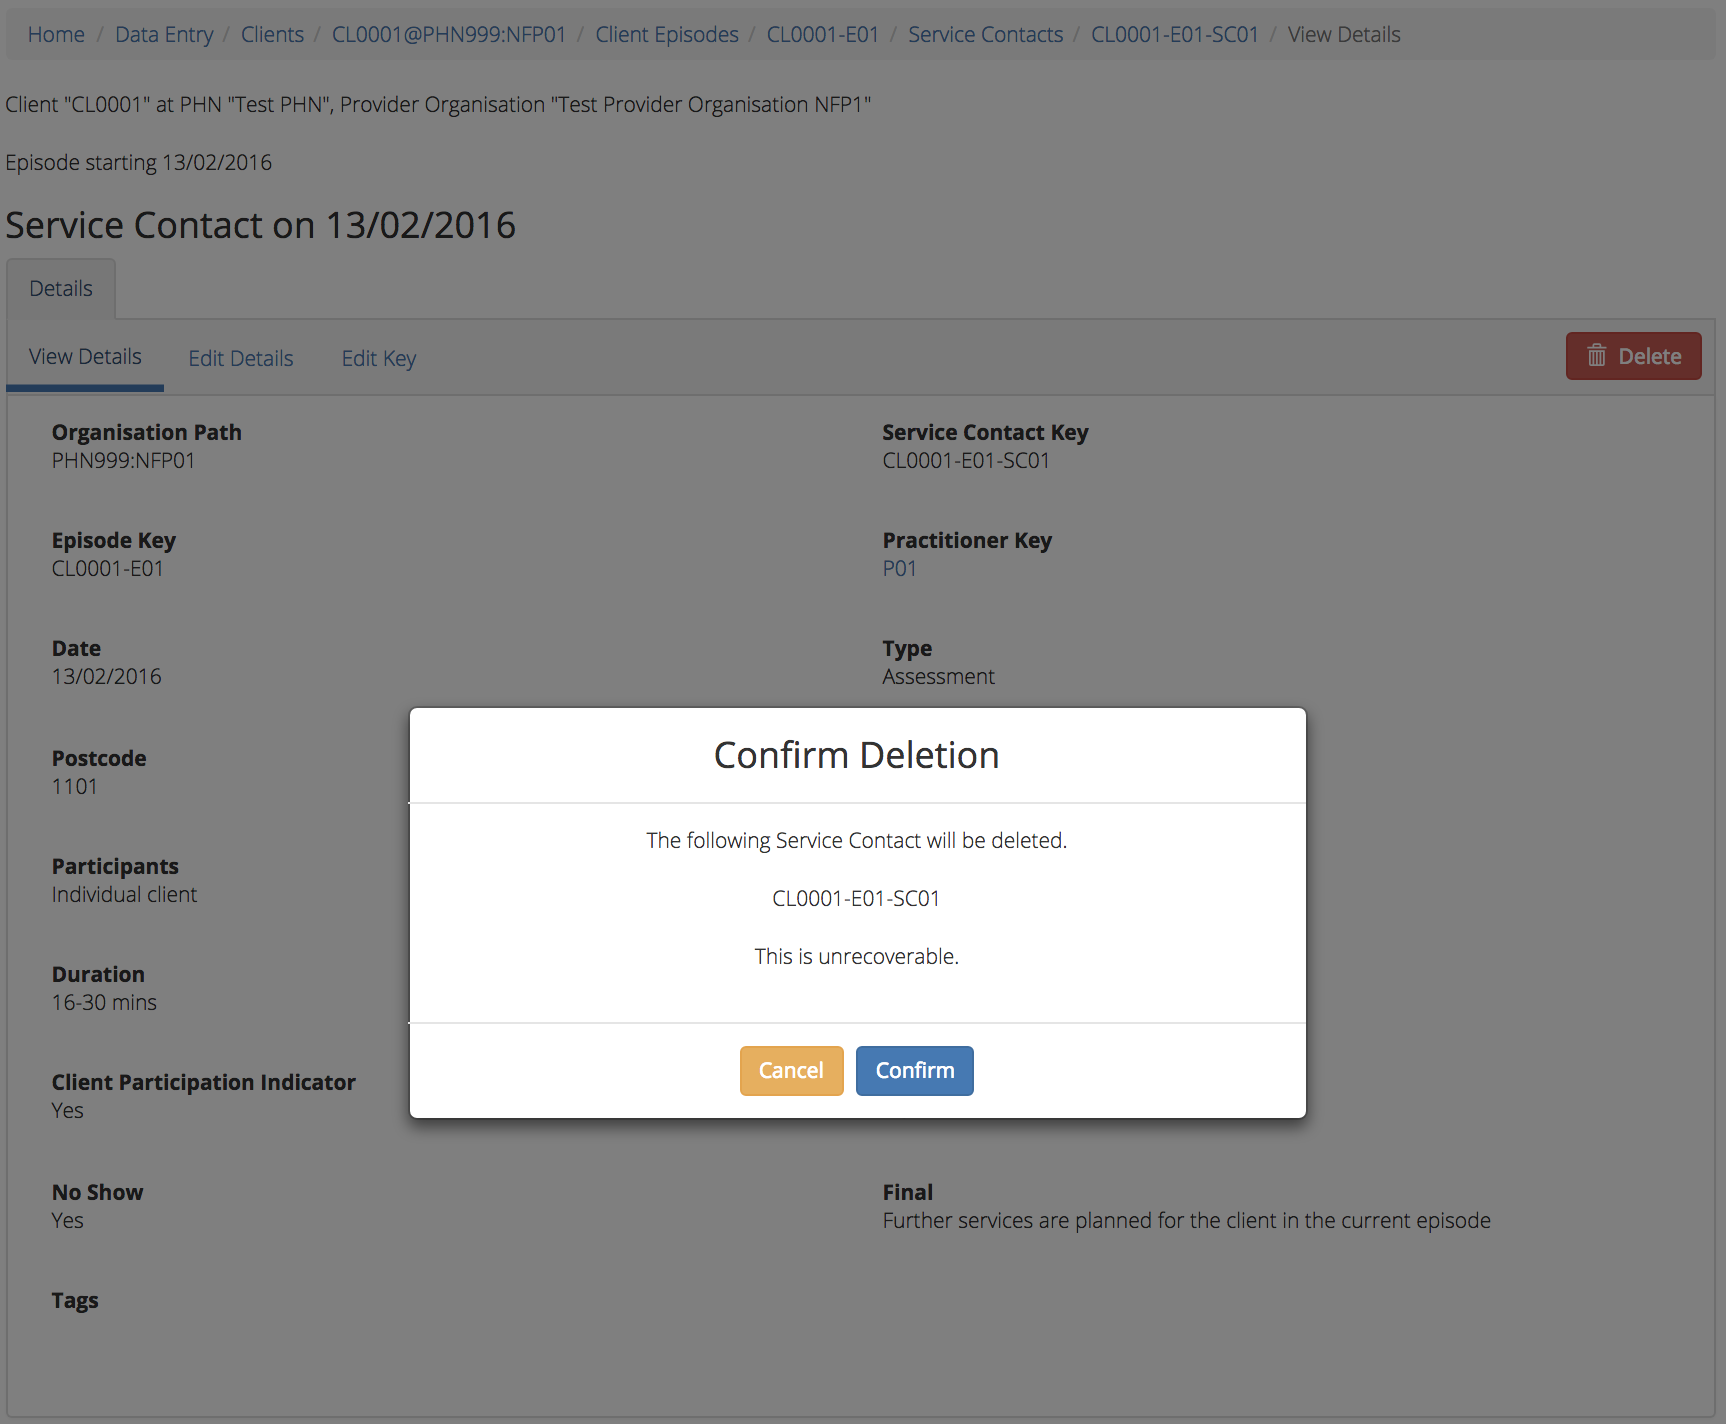 Home / Data Entry / Clients / CL0001@PHN999:NFP01 / Client Episodes / CL0001-E01 / Service Contacts / CL0001-E01-SC01 / View Details
Client "CL0001" at PHN "Test PHN", Provider Organisation "Test Provider Organisation NFP1"
Episode starting 13/02/2016
Service Contact on 13/02/2016
Details
View Details Edit Details Edit Key Delete
Organisation Path Service Contact Key
PHN999:NFP01 CL0001-E01-SC01
Episode Key Practitioner Key
CL0001-E01 P01
Date Type
13/02/2016 Assessment
Postcode
1101
Participants
Individual client
Duration
16-30 mins
Client Participation Indicator
Yes
Confirm Deletion
The following Service Contact will be deleted.
CL0001-E01-SC01
This is unrecoverable.
Cancel Confirm
No Show Final
Yes Further services are planned for the client in the current episode
Tags